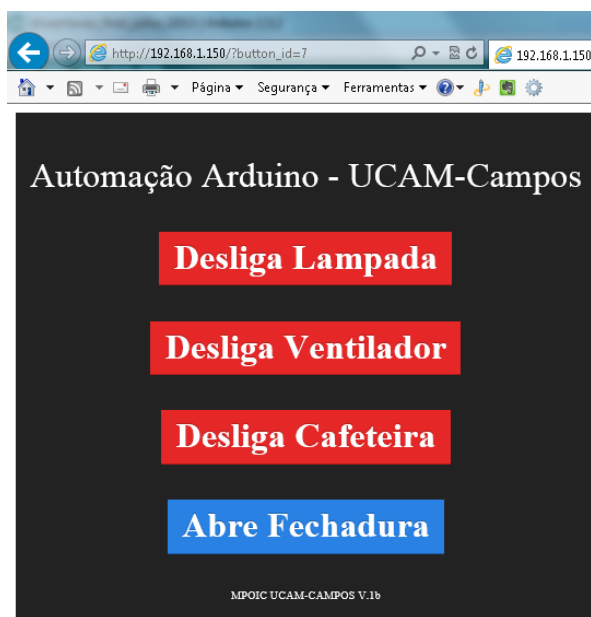 http://192.168.1.150/?button_id=7
192.168.1.150
Página Segurança Ferramentas
Automação Arduino - UCAM-Campos
Desliga Lampada
Desliga Ventilador
Desliga Cafeteira
Abre Fechadura
MPOIC UCAM-CAMPOS V.1b